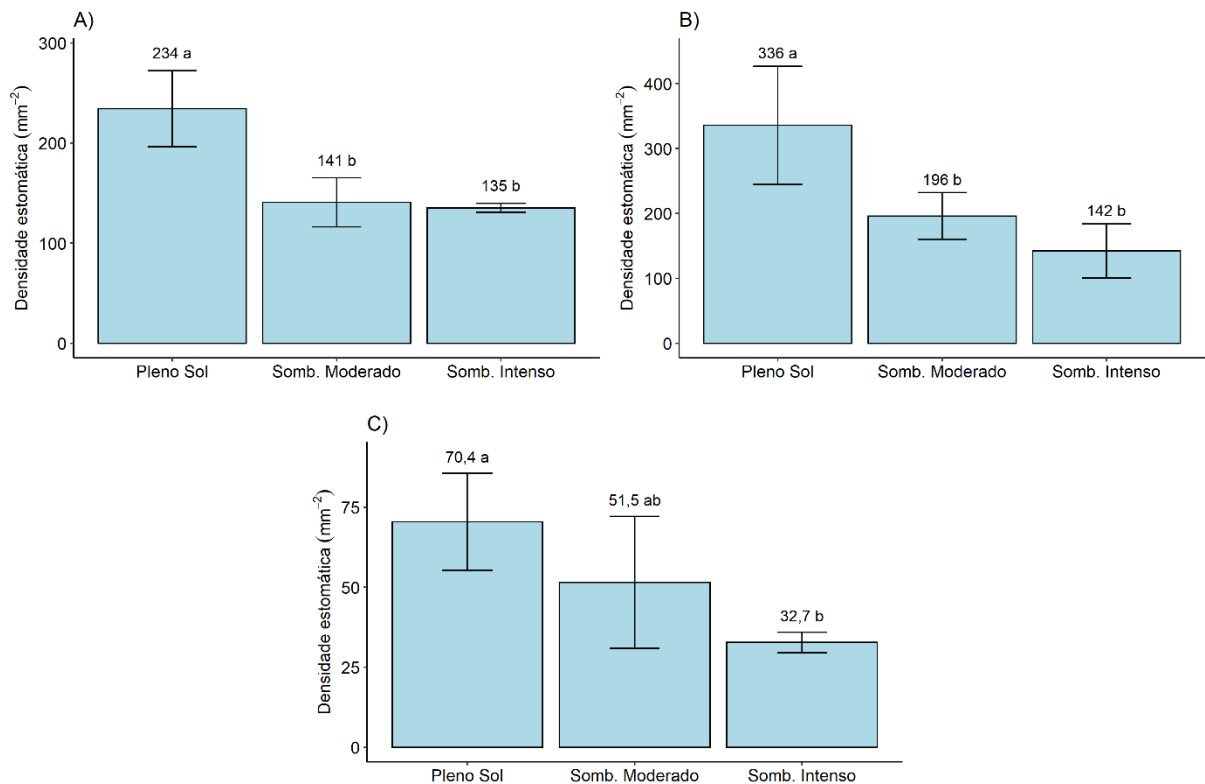 A)
Densidade estomática (mm⁻²)
300
200
100
0
234 a
141 b
135 b
Pleno Sol
Somb. Moderado
Somb. Intenso
B)
Densidade estomática (mm⁻²)
400
300
200
100
0
336 a
196 b
142 b
Pleno Sol
Somb. Moderado
Somb. Intenso
C)
Densidade estomática (mm⁻²)
75
50
25
0
70,4 a
51,5 ab
32,7 b
Pleno Sol
Somb. Moderado
Somb. Intenso